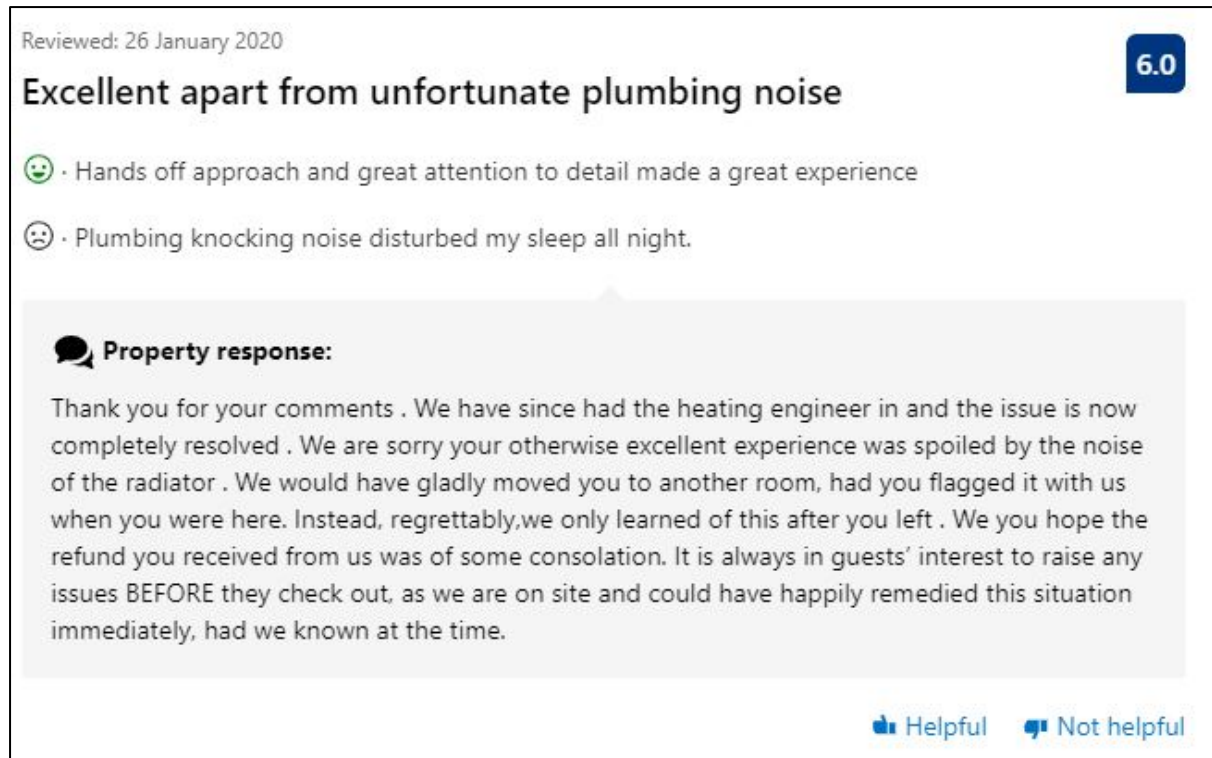 Reviewed: 26 January 2020
6.0
Excellent apart from unfortunate plumbing noise
· Hands off approach and great attention to detail made a great experience
· Plumbing knocking noise disturbed my sleep all night.
Property response:
Thank you for your comments . We have since had the heating engineer in and the issue is now
completely resolved . We are sorry your otherwise excellent experience was spoiled by the noise
of the radiator . We would have gladly moved you to another room, had you flagged it with us
when you were here. Instead, regrettably,we only learned of this after you left . We you hope the
refund you received from us was of some consolation. It is always in guests’ interest to raise any
issues BEFORE they check out, as we are on site and could have happily remedied this situation
immediately, had we known at the time.
Helpful Not helpful